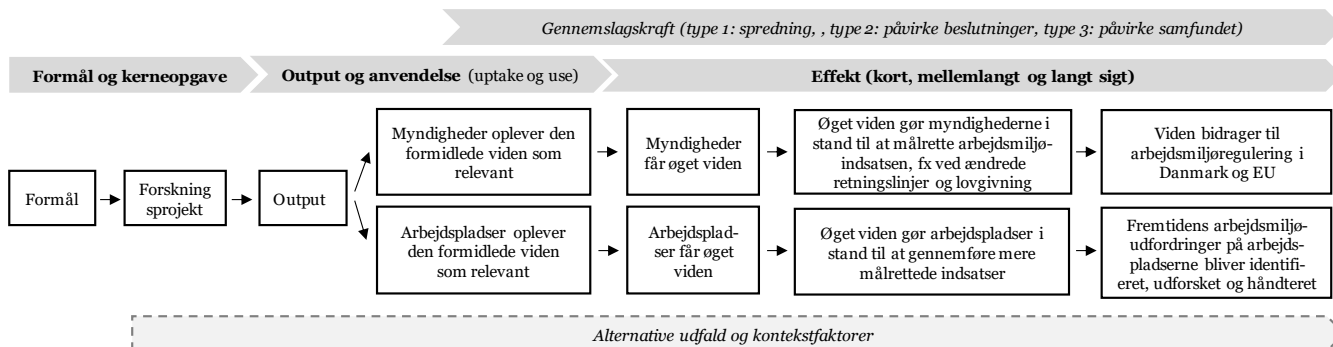 Gennemslagskraft (type 1: spredning, , type 2: påvirke beslutninger, type 3: påvirke samfundet)
Formål og kerneopgave
Output og anvendelse (uptake og use)
Effekt (kort, mellemlangt og langt sigt)
Formål
Forskning
sprojekt
Output
Myndigheder oplever den
formidlede viden som
relevant
Myndigheder
får øget viden
Øget viden gør myndighederne i
stand til at målrette arbejdsmiljø-
indsatsen, fx ved ændrede
retningslinjer og lovgivning
Viden bidrager til
arbejdsmiljøregulering i
Danmark og EU
Arbejdspladser oplever
den formidlede viden
som relevant
Arbejdsplad-
ser får øget
viden
Øget viden gør arbejdspladser i
stand til at gennemføre mere
målrettede indsatser
Fremtidens arbejdsmiljø-
udfordringer på arbejds-
pladserne bliver identifi-
eret, udforsket og håndteret
Alternative udfald og kontekstfaktorer